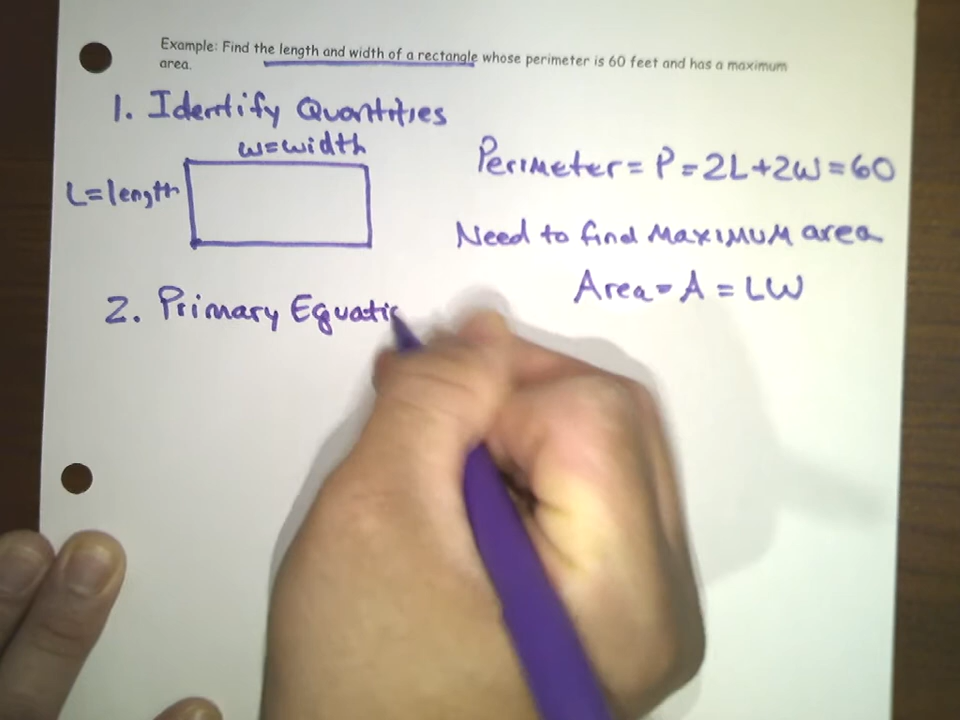 Example: Find the length and width of a rectangle whose perimeter is 60 feet and has a maximum
area.
1. Identify Quantities
w=width
L=length
Perimeter = P = 2L+2W=60
Need to find maximum area
Area = A = LW
2. Primary Equatio